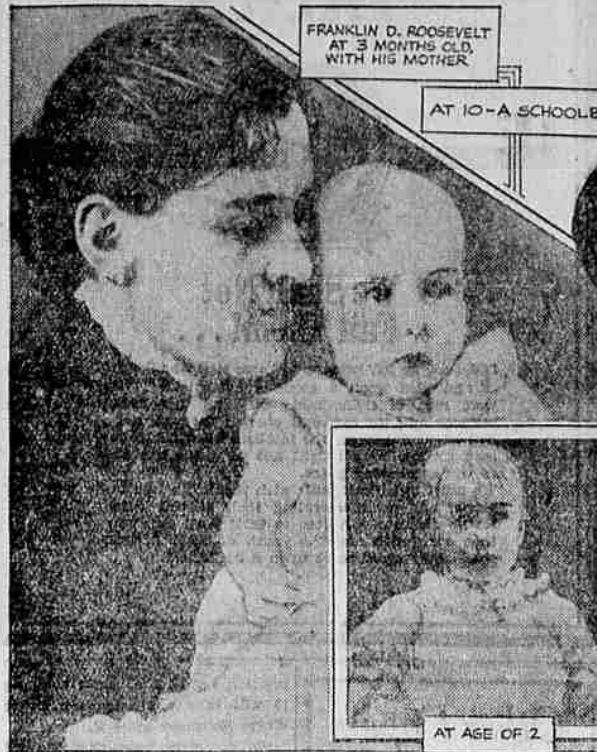 FRANKLIN D. ROOSEVELT
AT 3 MONTHS OLD,
WITH HIS MOTHER
AT 10-A SCHOOLB
AT AGE OF 2